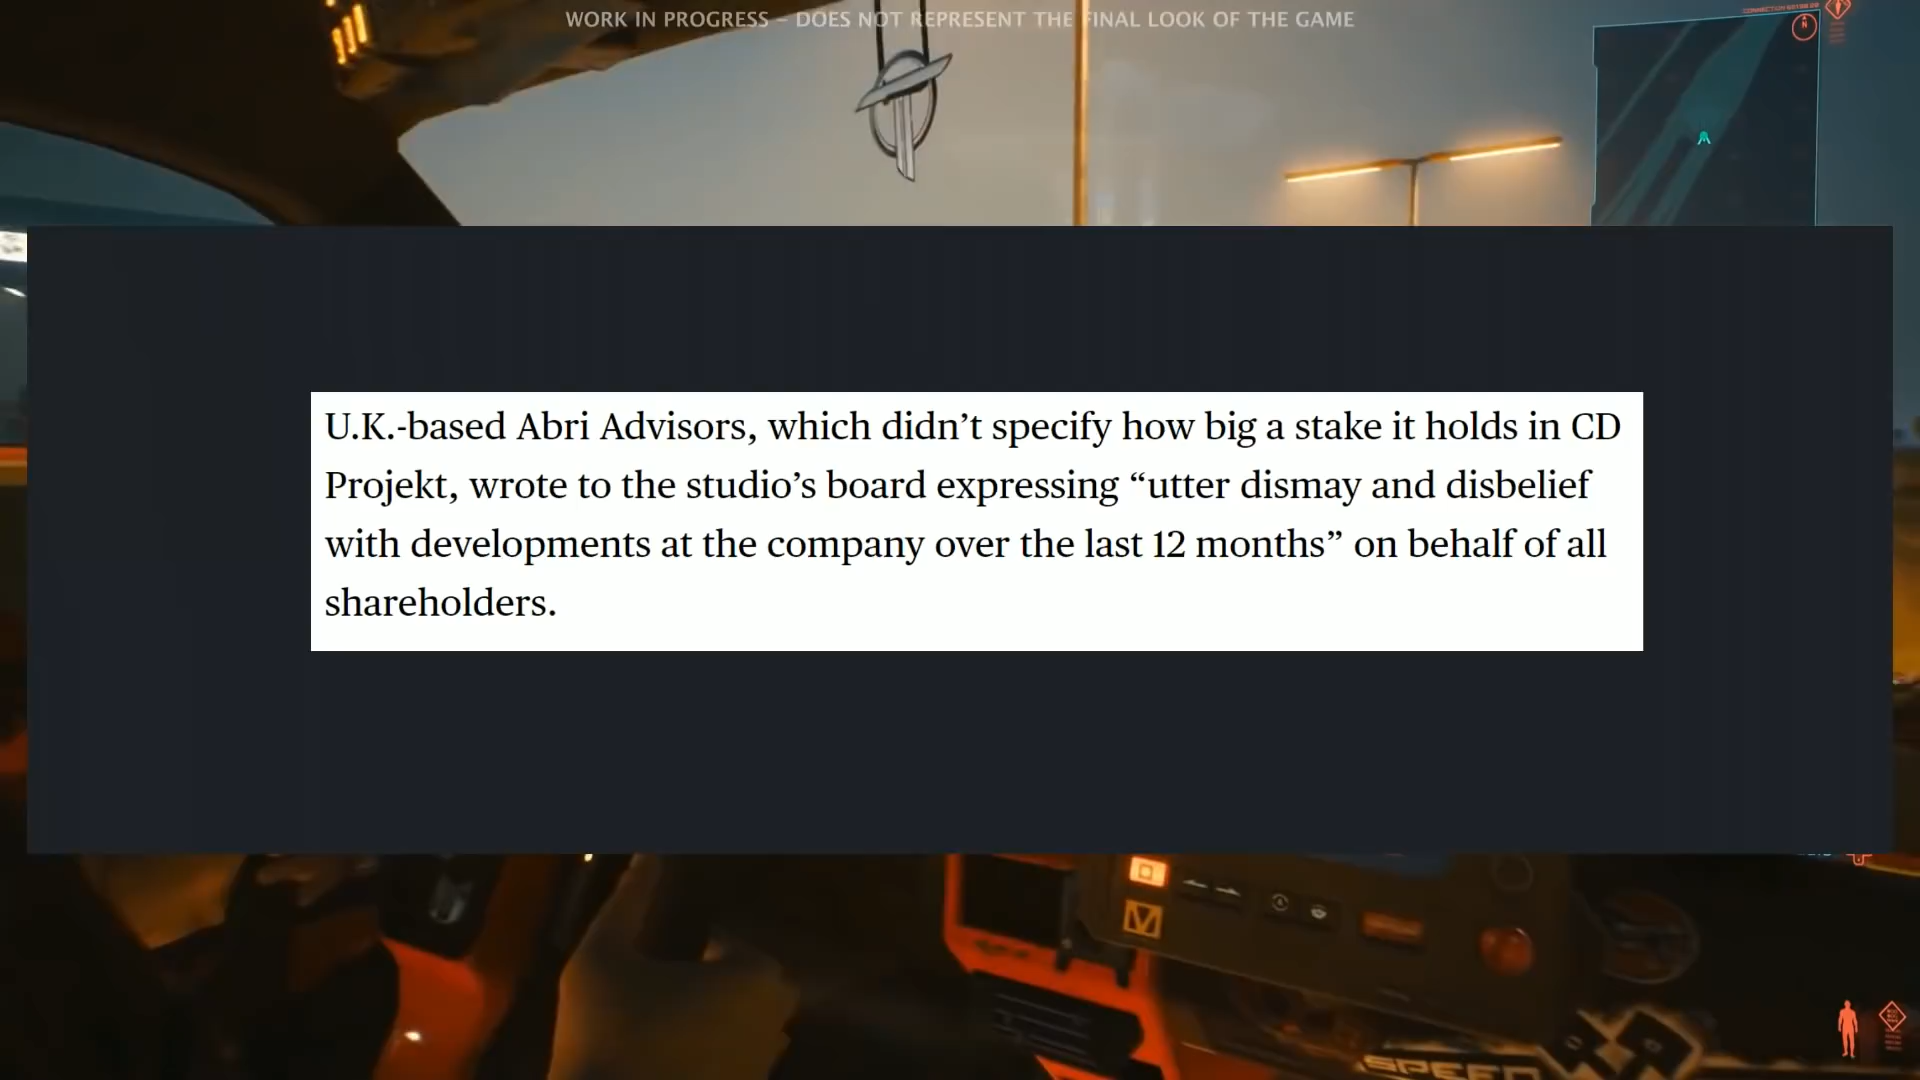 WORK IN PROGRESS – DOES NOT REPRESENT THE FINAL LOOK OF THE GAME
N
U.K.-based Abri Advisors, which didn’t specify how big a stake it holds in CD
Projekt, wrote to the studio’s board expressing “utter dismay and disbelief
with developments at the company over the last 12 months” on behalf of all
shareholders.
SPEED